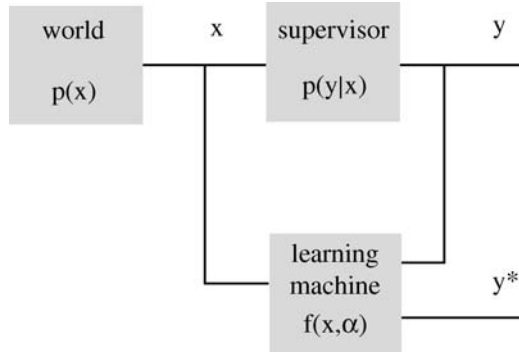 world
p(x)
x
supervisor
p(y|x)
y
learning
machine
f(x,α)
y*